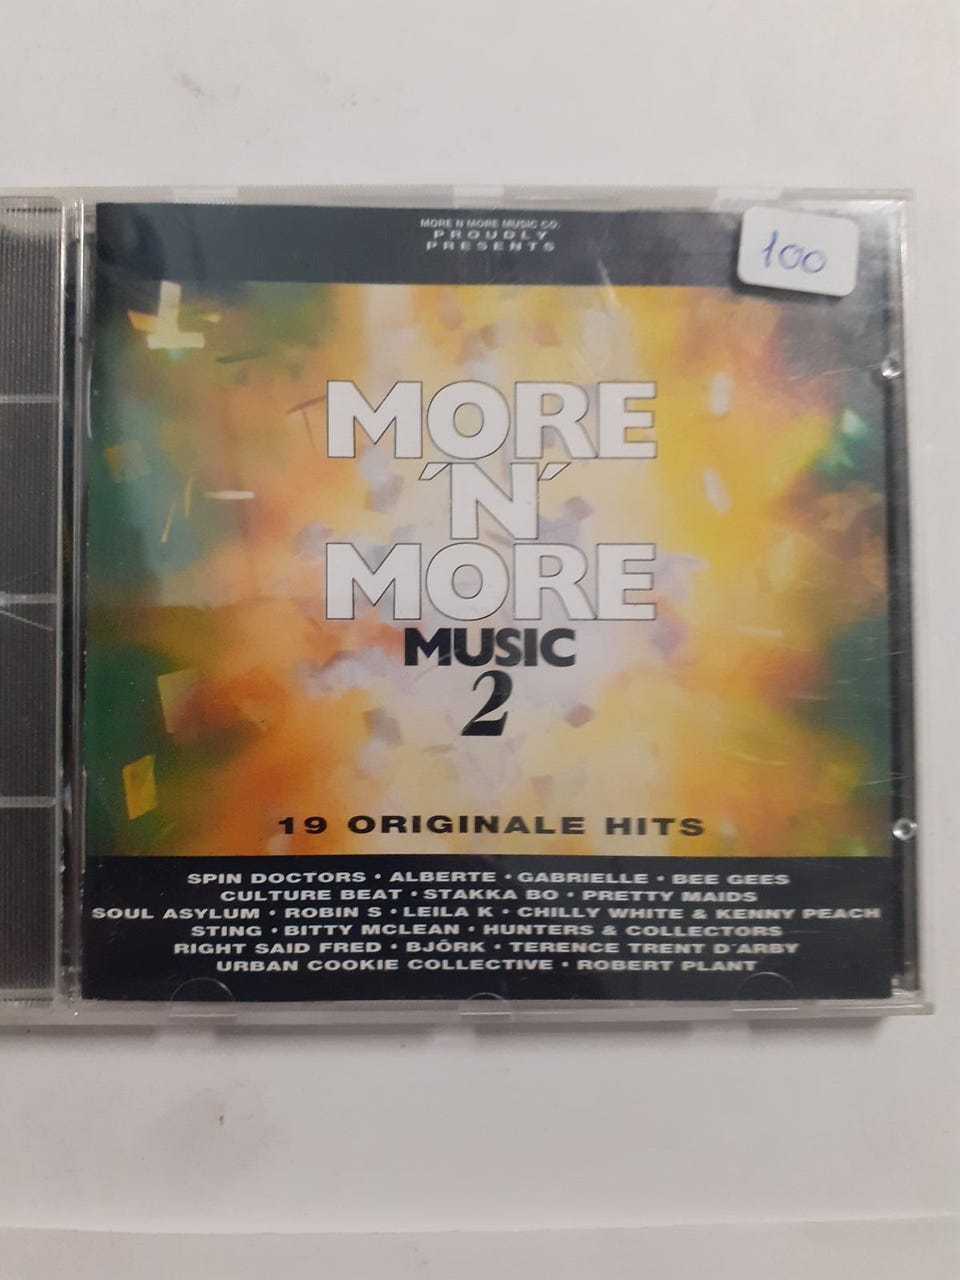 MORE N MORE MUSIC CO.
PROUDLY
PRESENTS
100
MORE
´N´
MORE
MUSIC
2
19 ORIGINALE HITS
SPIN DOCTORS • ALBERTE • GABRIELLE • BEE GEES
CULTURE BEAT • STAKKA BO • PRETTY MAIDS
SOUL ASYLUM • ROBIN S • LEILA K • CHILLY WHITE & KENNY PEACH
STING • BITTY MCLEAN • HUNTERS & COLLECTORS
RIGHT SAID FRED • BJÖRK • TERENCE TRENT D´ARBY
URBAN COOKIE COLLECTIVE • ROBERT PLANT